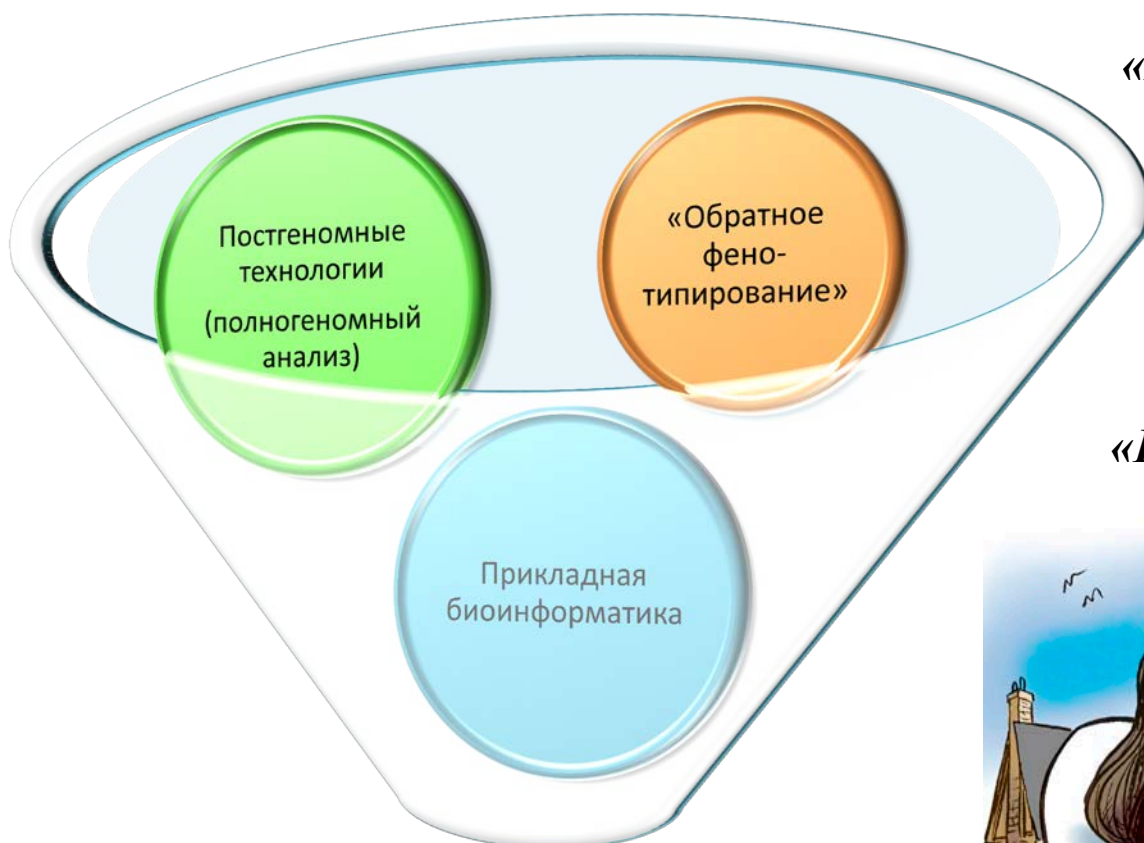 Постгеномные
технологии
(полногеномный
анализ)
«Обратное
фено-
типирование»
Прикладная
биоинформатика